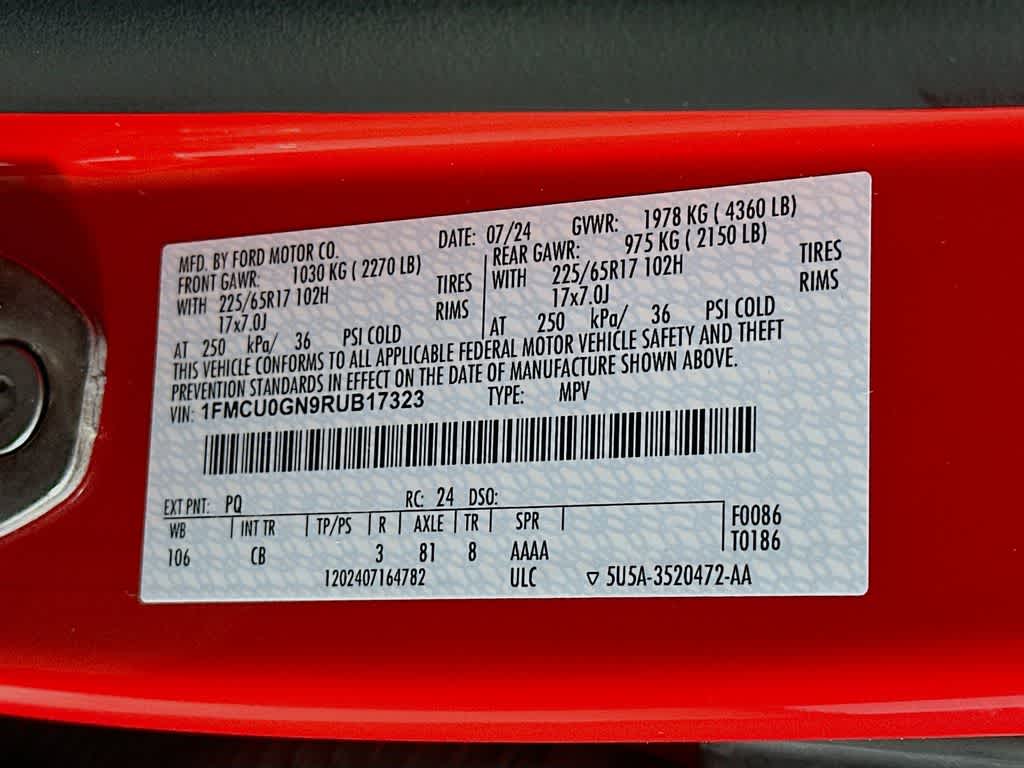 MFD. BY FORD MOTOR CO. DATE: 07/24 GVWR: 1978 KG ( 4360 LB)
FRONT GAWR: 1030 KG ( 2270 LB) REAR GAWR: 975 KG ( 2150 LB)
WITH 225/65R17 102H TIRES WITH 225/65R17 102H TIRES
17x7.0J RIMS 17x7.0J RIMS
AT 250 kPa/ 36 PSI COLD AT 250 kPa/ 36 PSI COLD
THIS VEHICLE CONFORMS TO ALL APPLICABLE FEDERAL MOTOR VEHICLE SAFETY AND THEFT
PREVENTION STANDARDS IN EFFECT ON THE DATE OF MANUFACTURE SHOWN ABOVE.
VIN: 1FMCU0GN9RUB17323 TYPE: MPV
EXT PNT: PQ RC: 24 DSO:
WB INT TR TP/PS R AXLE TR SPR F0086
106 CB 3 81 8 AAAA T0186
1202407164782 ULC ▽ 5U5A-3520472-AA